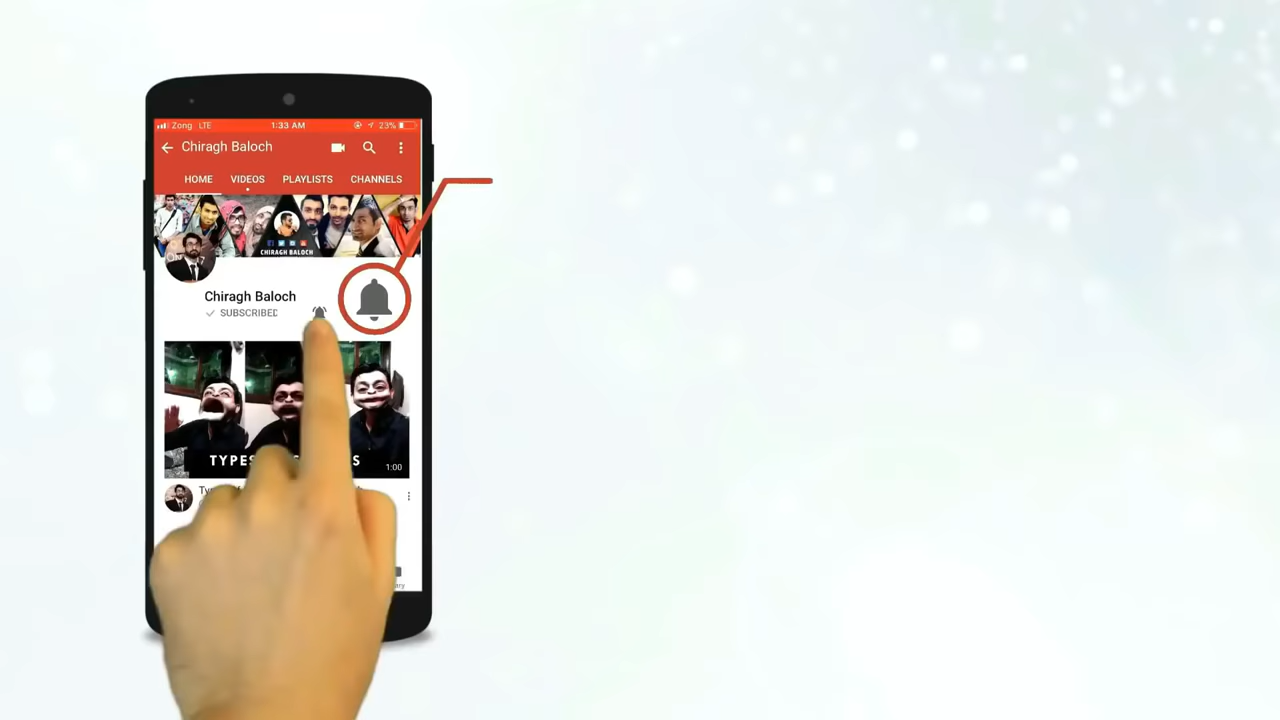 Zong LTE 1:33 AM 23%
Chiragh Baloch
HOME VIDEOS PLAYLISTS CHANNELS
CHIRAGH BALOCH
Chiragh Baloch
SUBSCRIBED
1:00